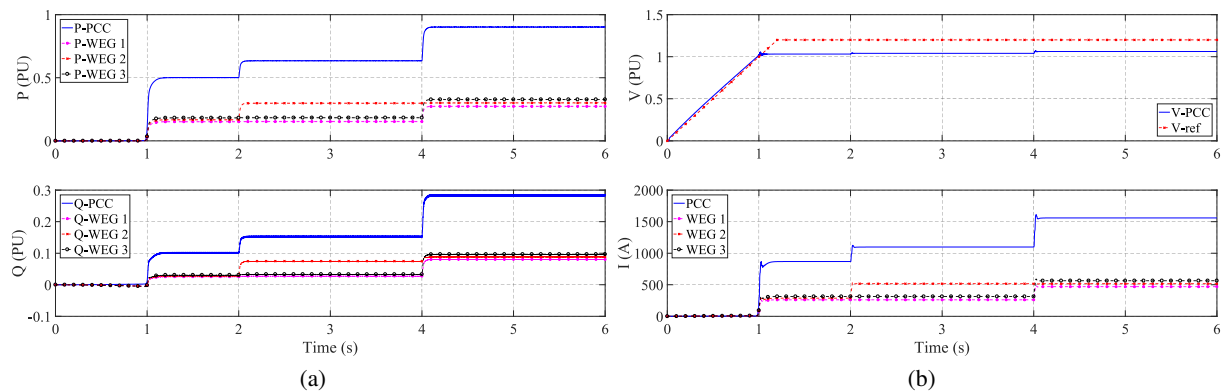 P (PU)
1
0.5
0
P-PCC
P-WEG 1
P-WEG 2
P-WEG 3
0 1 2 3 4 5 6
Q (PU)
0.3
0.2
0.1
0
-0.1
Q-PCC
Q-WEG 1
Q-WEG 2
Q-WEG 3
0 1 2 3 4 5 6
Time (s)
(a)
V (PU)
1.5
1
0.5
0
V-PCC
V-ref
0 1 2 3 4 5 6
I (A)
2000
1500
1000
500
0
PCC
WEG 1
WEG 2
WEG 3
0 1 2 3 4 5 6
Time (s)
(b)